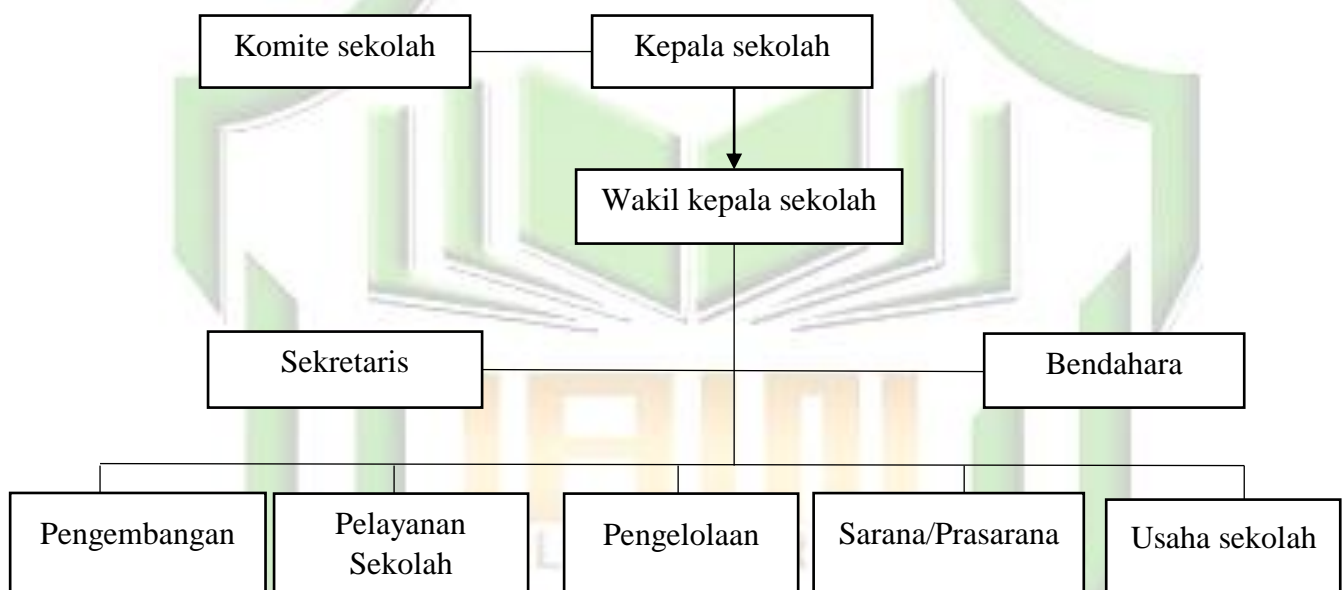 Komite sekolah
Kepala sekolah
Wakil kepala sekolah
Sekretaris
Bendahara
Pengembangan
Pelayanan
Sekolah
Pengelolaan
Sarana/Prasarana
Usaha sekolah